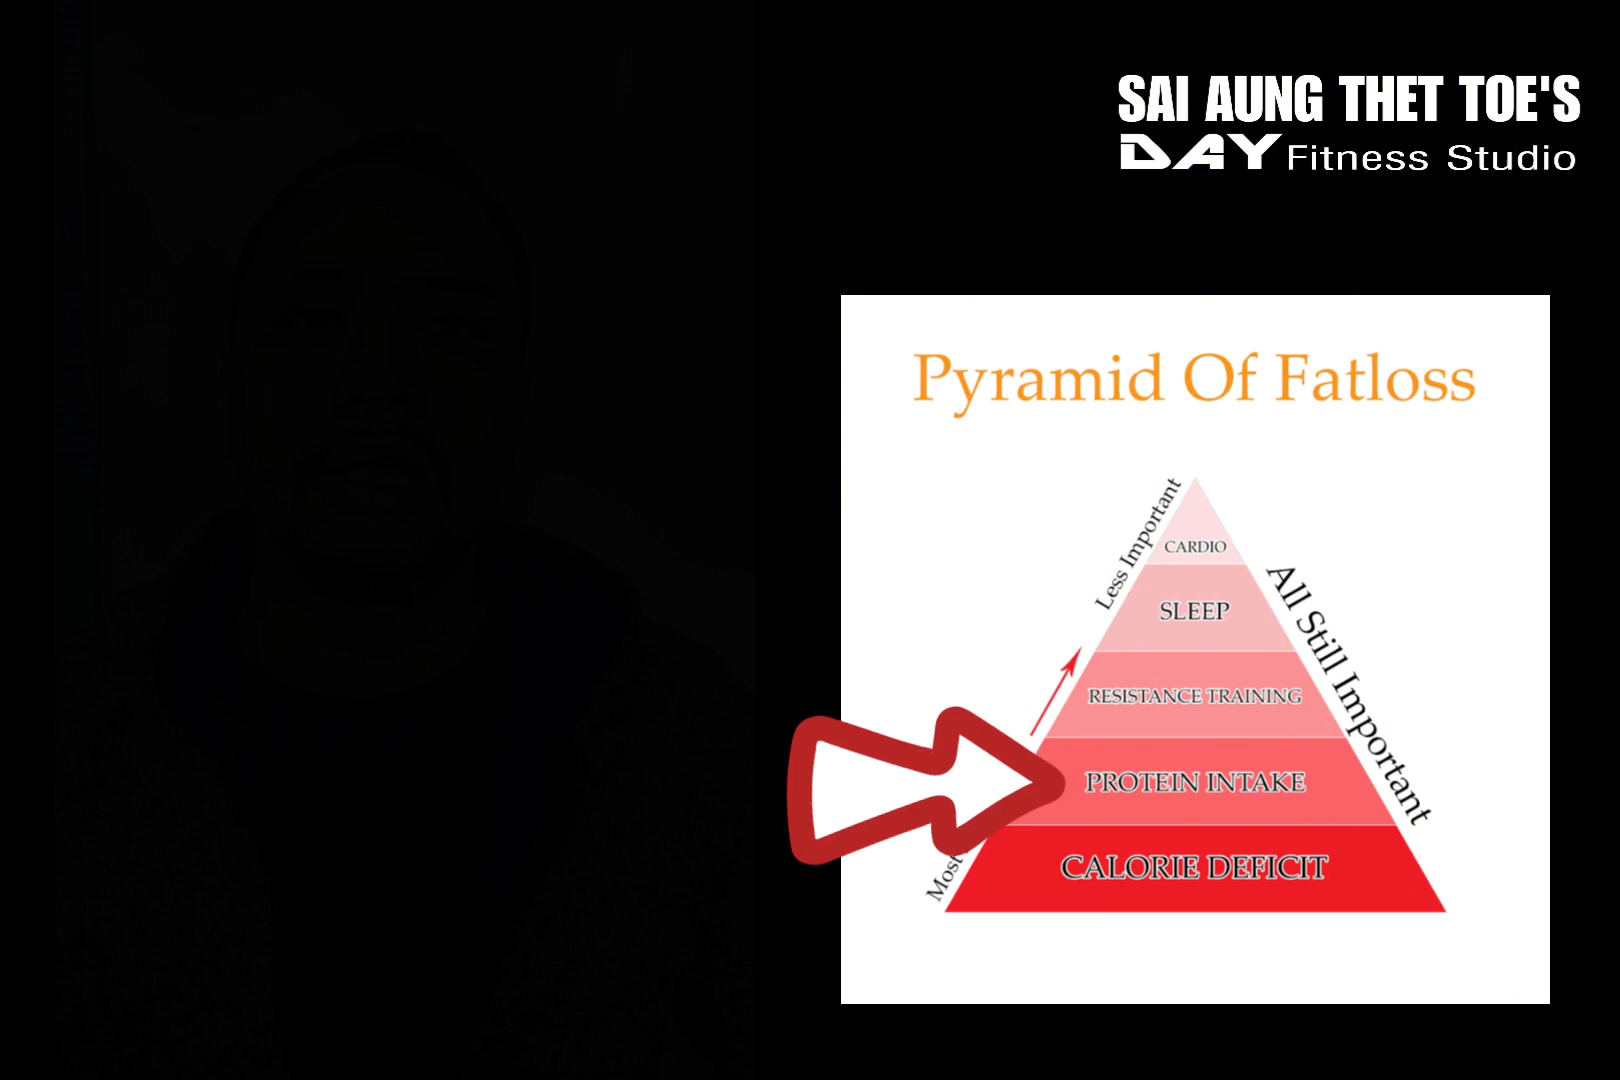 SAI AUNG THET TOE'S
DAY Fitness Studio
Pyramid Of Fatloss
Less Important
CARDIO
SLEEP
All Still Important
RESISTANCE TRAINING
PROTEIN INTAKE
Most
CALORIE DEFICIT